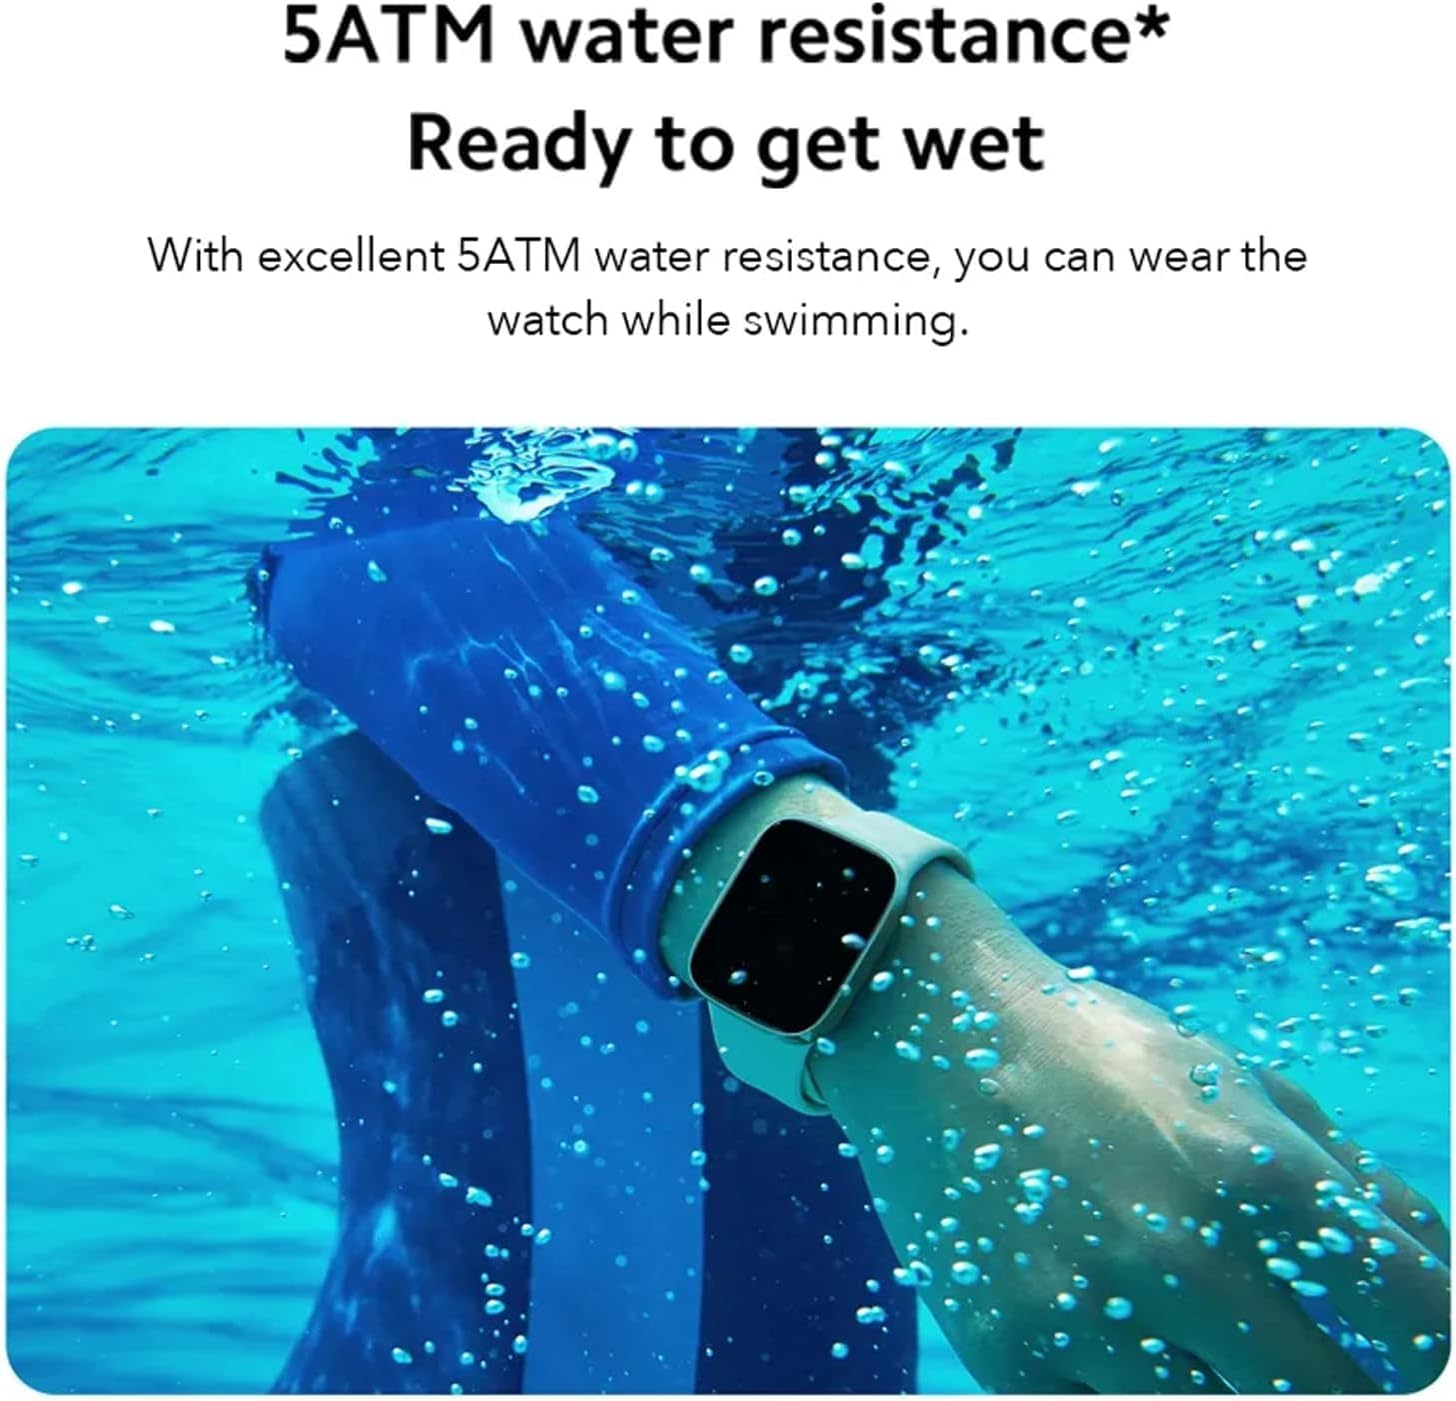 5ATM water resistance*
Ready to get wet
With excellent 5ATM water resistance, you can wear the
watch while swimming.